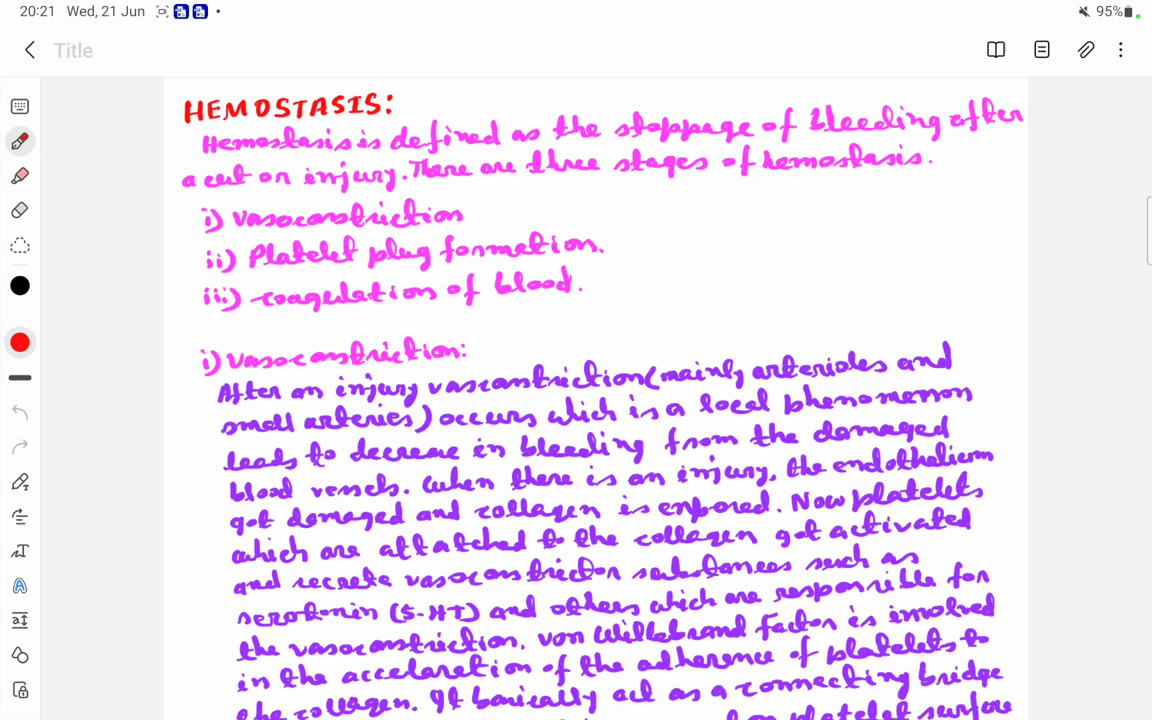 20:21 Wed, 21 Jun
95%
Title
HEMOSTASIS:
Hemostasis is defined as the stoppage of bleeding after
a cut or injury. There are three stages of hemostasis.
i) Vasoconstriction
ii) Platelet plug formation.
iii) coagulation of blood.
i) Vasoconstriction:
After an injury vasconstriction (mainly arterioles and
small arteries) occurs which is a local phenomenon
leads to decrease in bleeding from the damaged
blood vessels. When there is an injury, the endothelium
got damaged and collagen is exposed. Now platelets
which are attatched to the collagen got activated
and secrete vasoconstrictor substances such as
serotonin (5-HT) and others which are responsible for
the vasoconstriction. von Willebrand factor is involved
in the accelaration of the adherence of platelets to
the collagen. It basically act as a connecting bridge
platelet surface